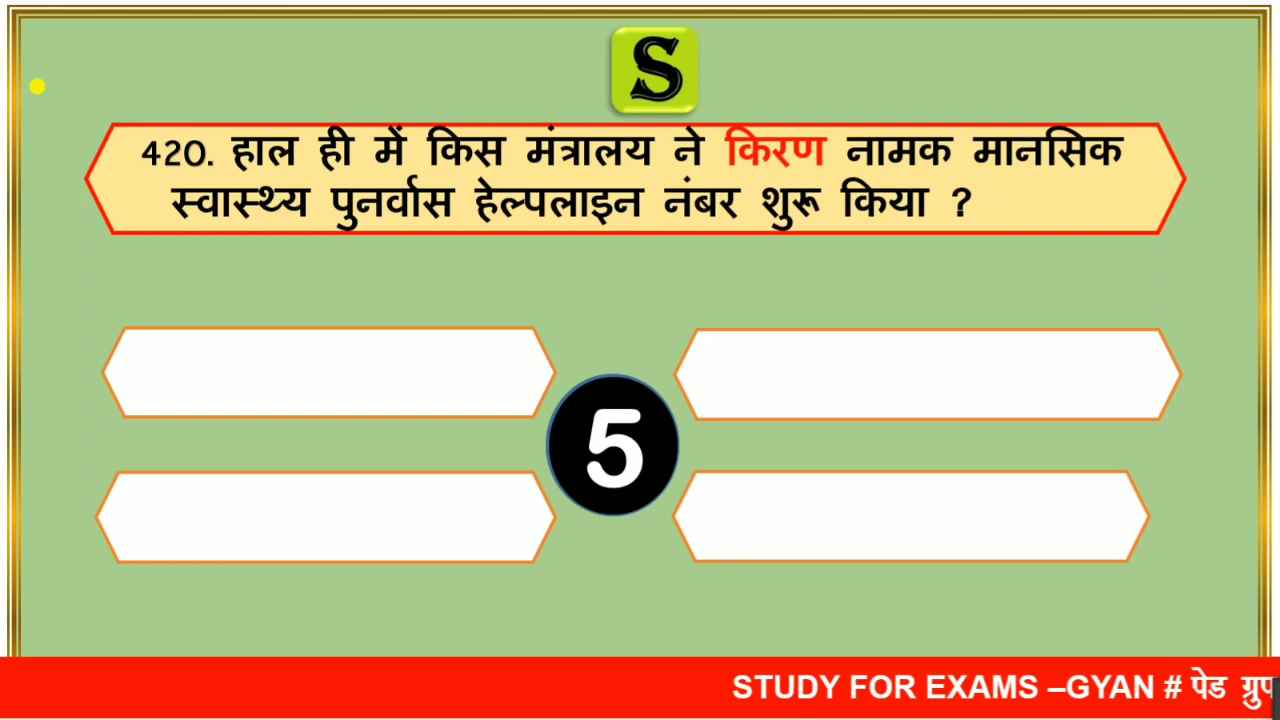 S
420. हाल ही में किस मंत्रालय ने किरण नामक मानसिक
स्वास्थ्य पुनर्वास हेल्पलाइन नंबर शुरू किया ?
5
STUDY FOR EXAMS –GYAN # पेड ग्रुप